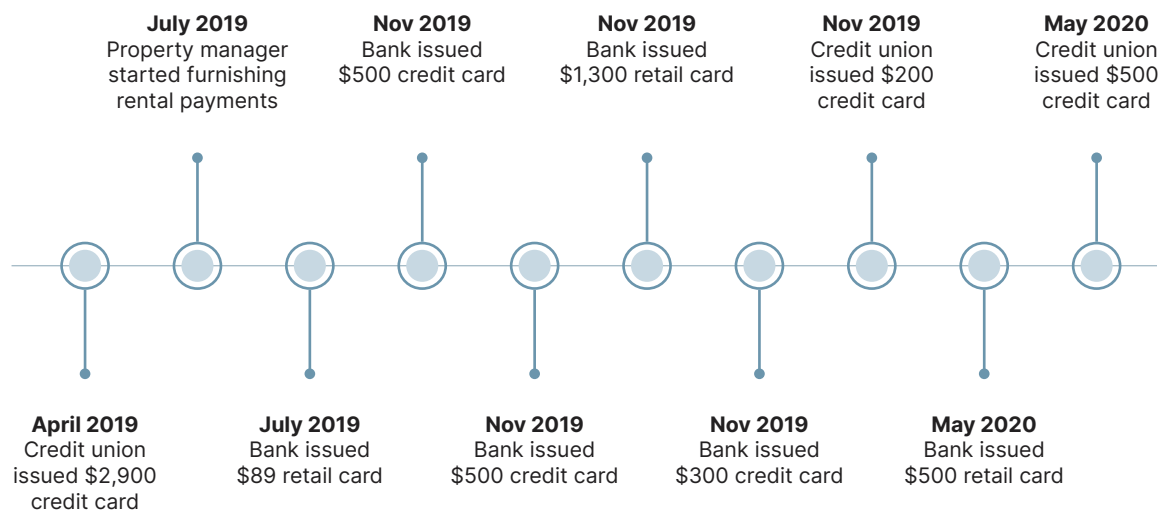 July 2019
Property manager
started furnishing
rental payments
Nov 2019
Bank issued
$500 credit card
Nov 2019
Bank issued
$1,300 retail card
Nov 2019
Credit union
issued $200
credit card
May 2020
Credit union
issued $500
credit card
April 2019
Credit union
issued $2,900
credit card
July 2019
Bank issued
$89 retail card
Nov 2019
Bank issued
$500 credit card
Nov 2019
Bank issued
$300 credit card
May 2020
Bank issued
$500 retail card